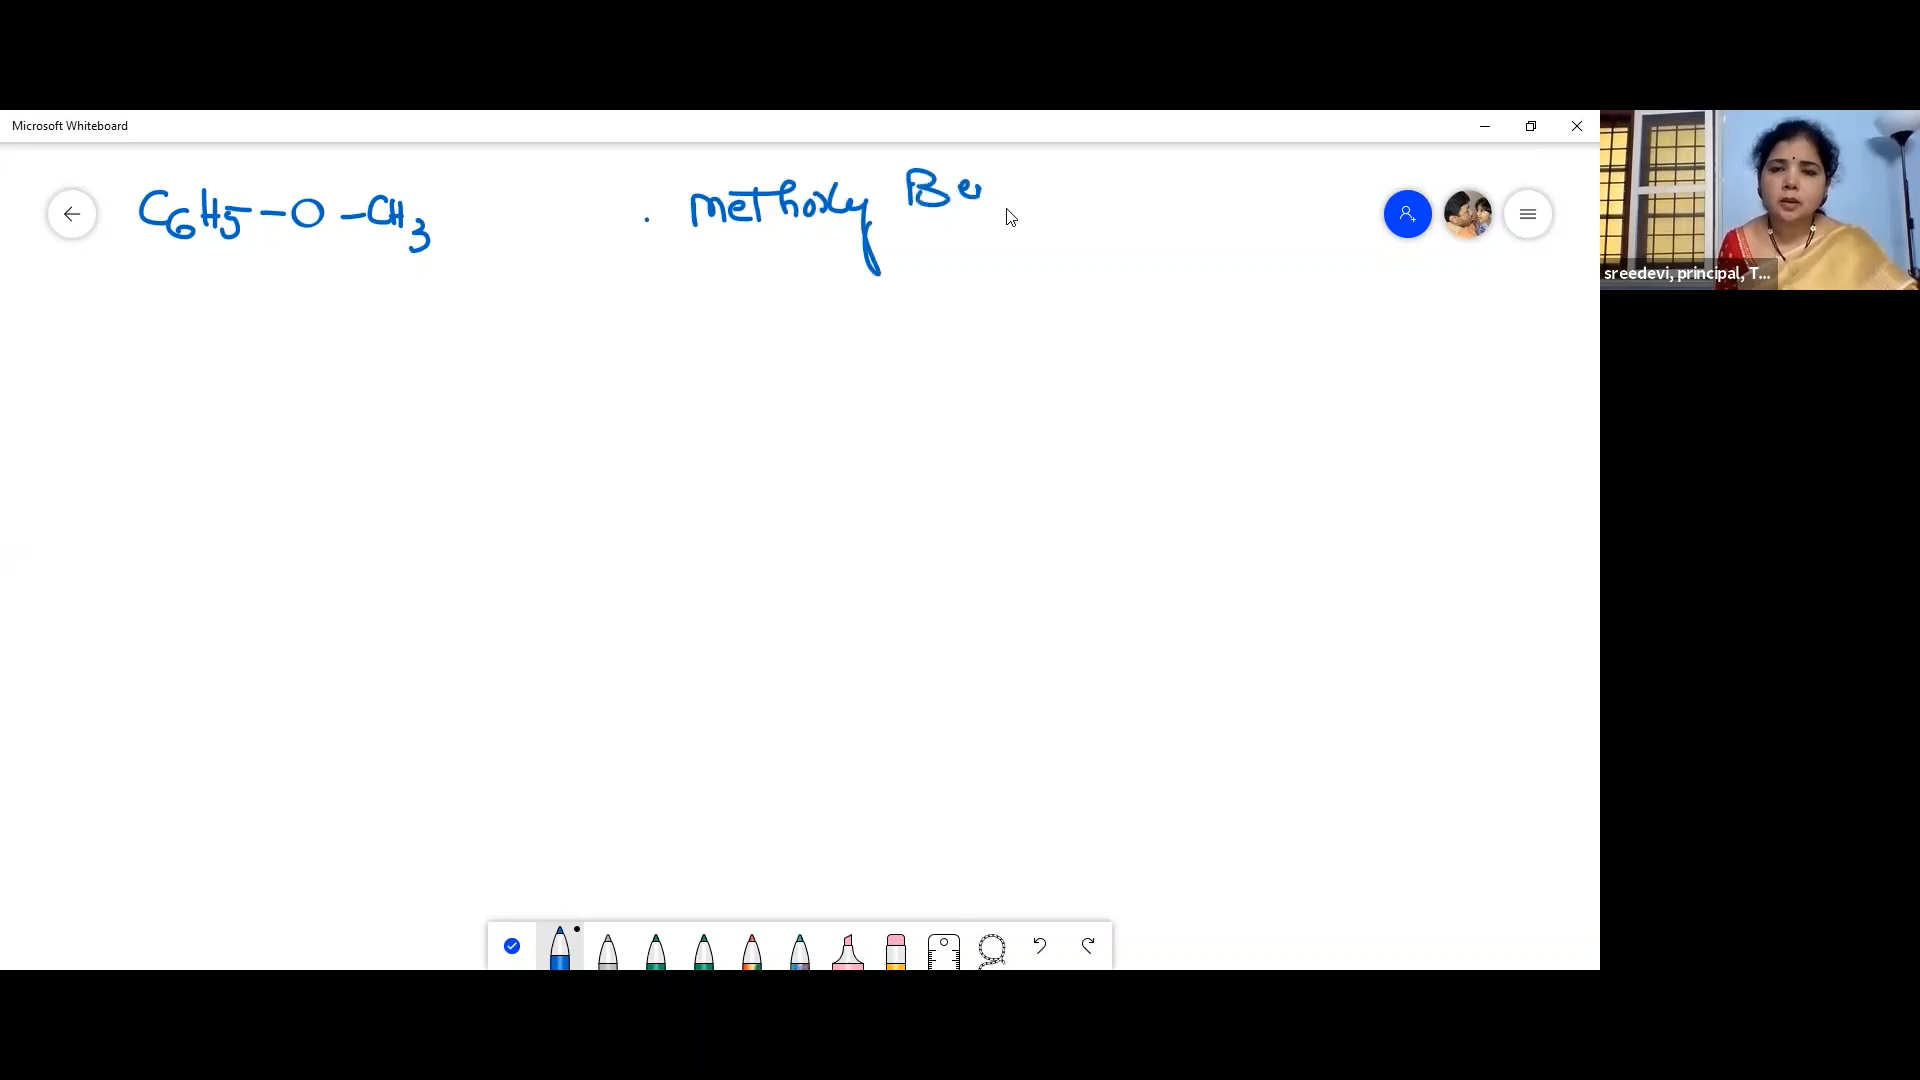 Microsoft Whiteboard
C6H5-O-CH3 . methoxy Be
sreedevi, principal, T...